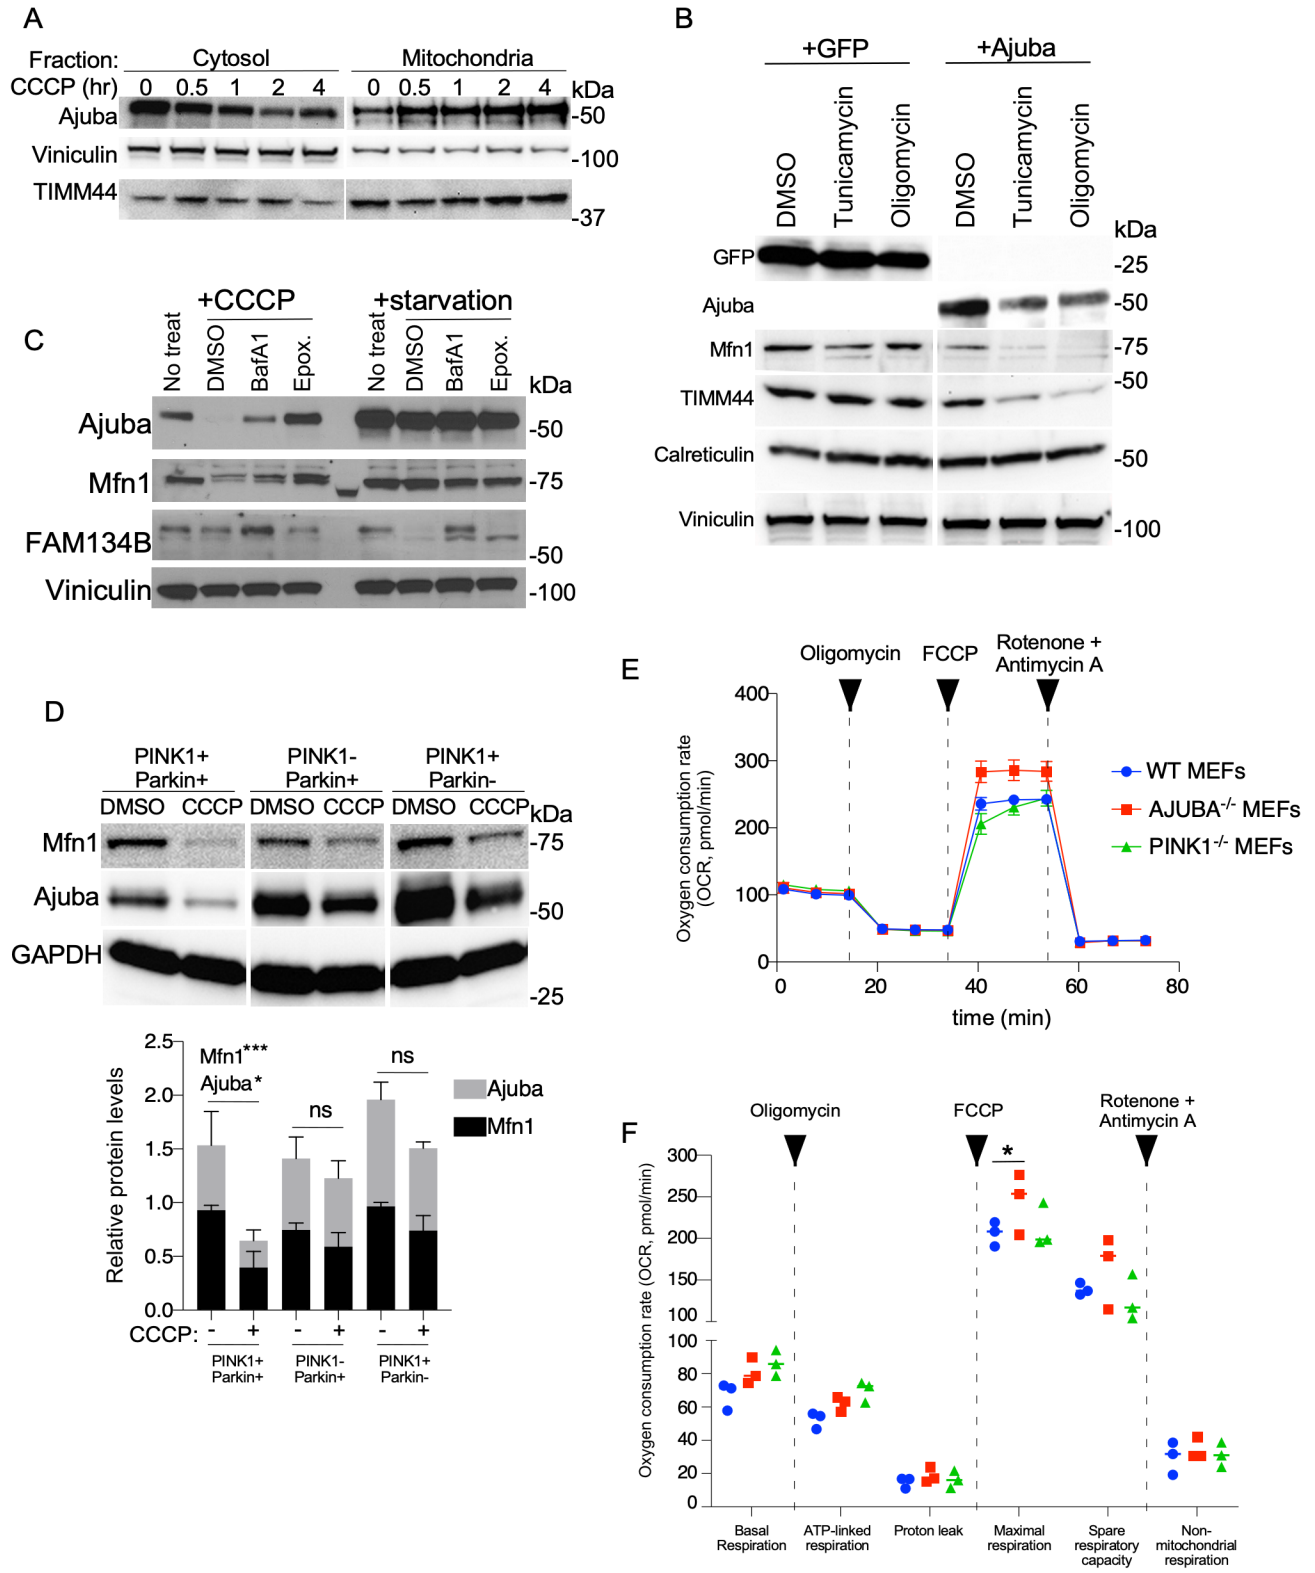 A
Fraction: Cytosol Mitochondria
CCCP (hr) 0 0.5 1 2 4 0 0.5 1 2 4 kDa
Ajuba -50
Viniculin -100
TIMM44 -37
B
+GFP +Ajuba
DMSO Tunicamycin Oligomycin DMSO Tunicamycin Oligomycin
kDa
GFP -25
Ajuba -50
Mfn1 -75
-50
TIMM44
Calreticulin -50
Viniculin -100
C
+CCCP +starvation
No treat DMSO BafA1 Epox. No treat DMSO BafA1 Epox.
kDa
Ajuba -50
Mfn1 -75
FAM134B -50
Viniculin -100
D
PINK1+ PINK1- PINK1+
Parkin+ Parkin+ Parkin-
DMSO CCCP DMSO CCCP DMSO CCCP kDa
Mfn1 -75
Ajuba -50
GAPDH
-25
Relative protein levels
2.5
2.0
1.5
1.0
0.5
0.0
Mfn1***
Ajuba*
ns
ns
Ajuba
Mfn1
CCCP: - + - + - +
PINK1+ PINK1- PINK1+
Parkin+ Parkin+ Parkin-
E
Oligomycin FCCP Rotenone +
Antimycin A
Oxygen consumption rate
(OCR, pmol/min)
400
300
200
100
0
0 20 40 60 80
time (min)
WT MEFs
AJUBA-/- MEFs
PINK1-/- MEFs
F
Oligomycin FCCP Rotenone +
Antimycin A
Oxygen consumption rate (OCR, pmol/min)
300
250
200
150
100
100
80
60
40
20
0
*
Basal ATP-linked Proton leak Maximal Spare Non-
Respiration respiration respiration respiratory mitochondrial
capacity respiration